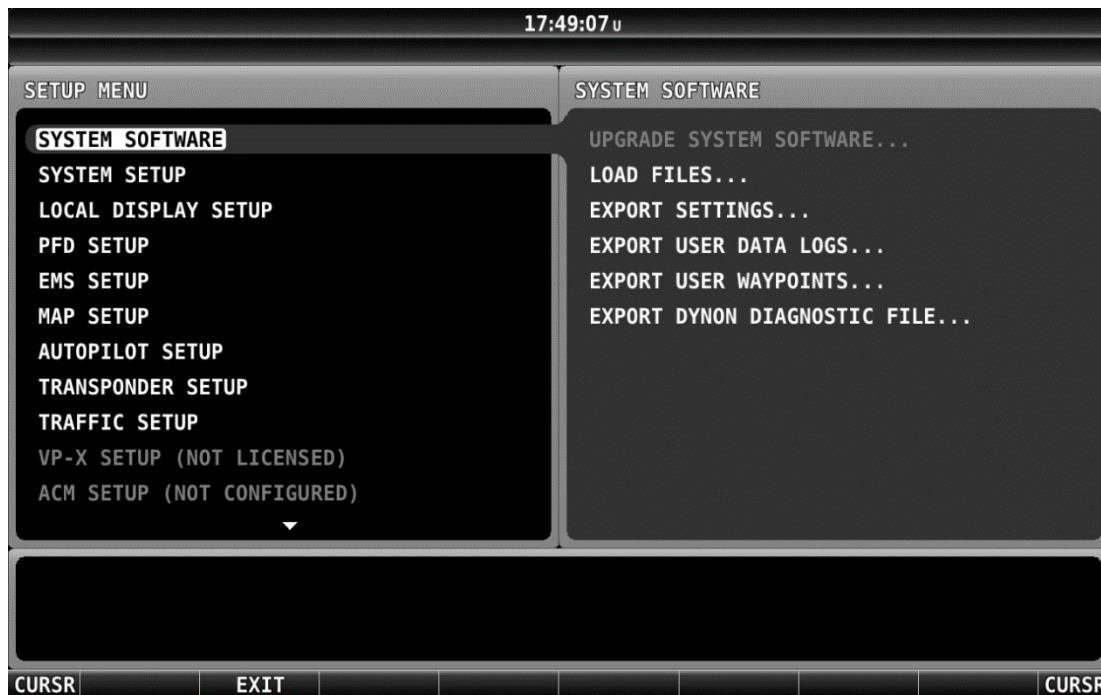 17:49:07 U
SETUP MENU
SYSTEM SOFTWARE
SYSTEM SETUP
LOCAL DISPLAY SETUP
PFD SETUP
EMS SETUP
MAP SETUP
AUTOPILOT SETUP
TRANSPONDER SETUP
TRAFFIC SETUP
VP-X SETUP (NOT LICENSED)
ACM SETUP (NOT CONFIGURED)
SYSTEM SOFTWARE
UPGRADE SYSTEM SOFTWARE...
LOAD FILES...
EXPORT SETTINGS...
EXPORT USER DATA LOGS...
EXPORT USER WAYPOINTS...
EXPORT DYNON DIAGNOSTIC FILE...
CURSR EXIT CURSR